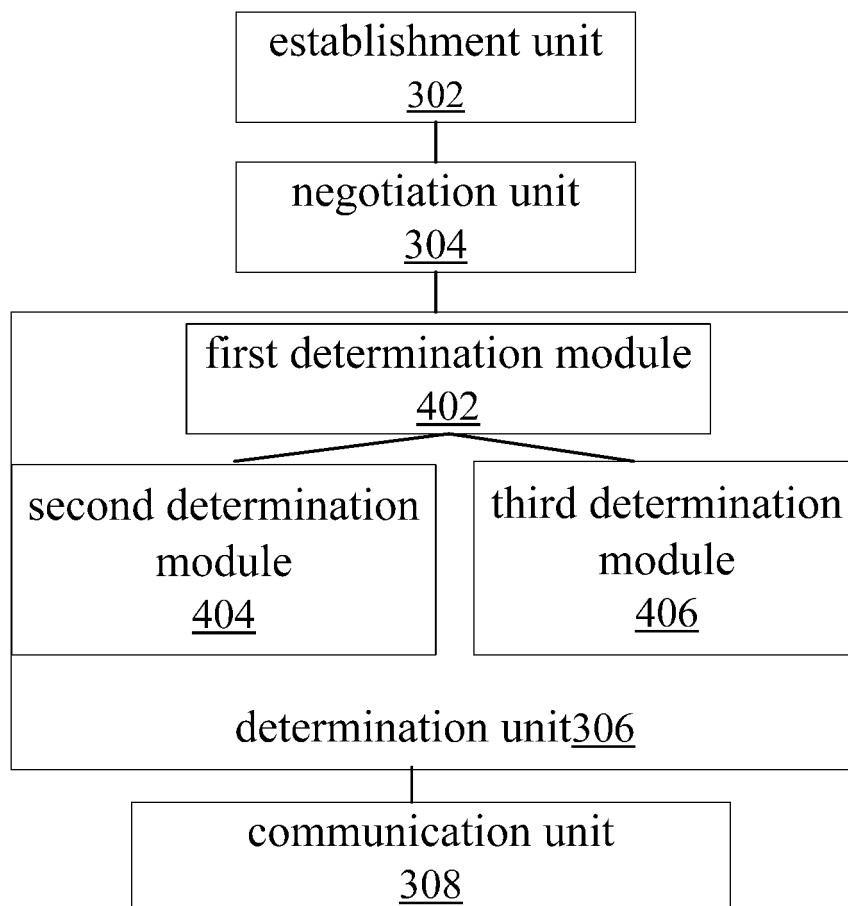 establishment unit
302
negotiation unit
304
first determination module
402
second determination
module
404
third determination
module
406
determination unit306
communication unit
308